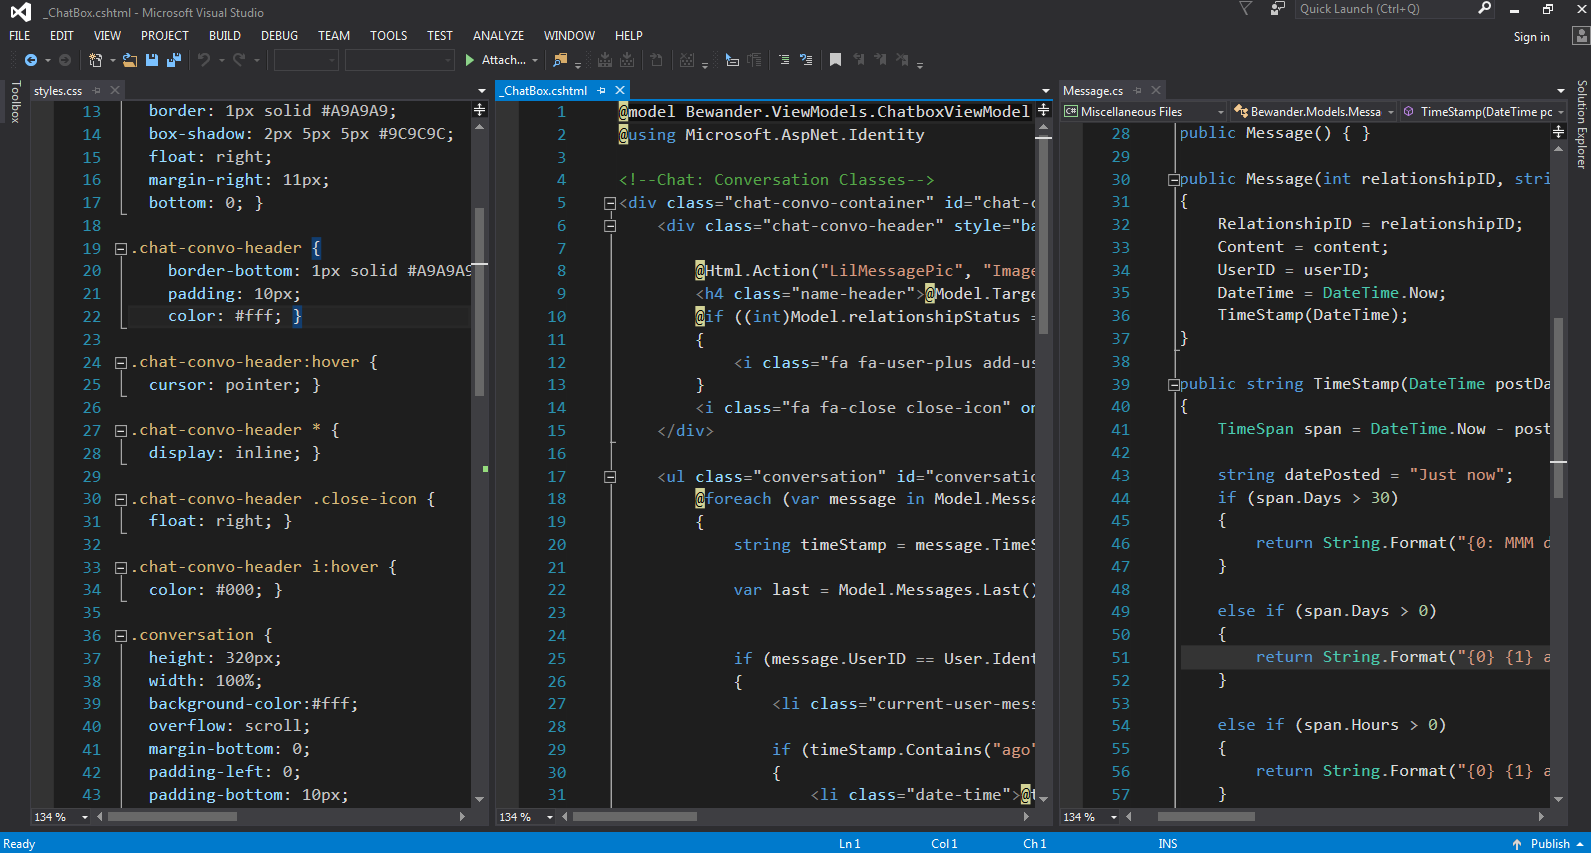 _ChatBox.cshtml - Microsoft Visual Studio
Quick Launch (Ctrl+Q)
FILE EDIT VIEW PROJECT BUILD DEBUG TEAM TOOLS TEST ANALYZE WINDOW HELP
Sign in
Attach...
Toolbox
styles.css
13 border: 1px solid #A9A9A9;
14 box-shadow: 2px 5px 5px #9C9C9C;
15 float: right;
16 margin-right: 11px;
17 bottom: 0; }
18
19 .chat-convo-header {
20 border-bottom: 1px solid #A9A9A9
21 padding: 10px;
22 color: #fff; }
23
24 .chat-convo-header:hover {
25 cursor: pointer; }
26
27 .chat-convo-header * {
28 display: inline; }
29
30 .chat-convo-header .close-icon {
31 float: right; }
32
33 .chat-convo-header i:hover {
34 color: #000; }
35
36 .conversation {
37 height: 320px;
38 width: 100%;
39 background-color:#fff;
40 overflow: scroll;
41 margin-bottom: 0;
42 padding-left: 0;
43 padding-bottom: 10px;
134 %
_ChatBox.cshtml
1 @model Bewander.ViewModels.ChatboxViewModel
2 @using Microsoft.AspNet.Identity
3
4 <!--Chat: Conversation Classes-->
5 <div class="chat-convo-container" id="chat-c
6 <div class="chat-convo-header" style="ba
7
8 @Html.Action("LilMessagePic", "Image
9 <h4 class="name-header">@Model.Targe
10 @if ((int)Model.relationshipStatus =
11 {
12 <i class="fa fa-user-plus add-us
13 }
14 <i class="fa fa-close close-icon" on
15 </div>
16
17 <ul class="conversation" id="conversatio
18 @foreach (var message in Model.Messa
19 {
20 string timeStamp = message.TimeS
21
22 var last = Model.Messages.Last()
23
24
25 if (message.UserID == User.Ident
26 {
27 <li class="current-user-mess
28
29 if (timeStamp.Contains("ago"
30 {
31 <li class="date-time">@t
134 %
Message.cs
Miscellaneous Files
Bewander.Models.Messa
TimeStamp(DateTime po
28 public Message() { }
29
30 public Message(int relationshipID, stri
31 {
32 RelationshipID = relationshipID;
33 Content = content;
34 UserID = userID;
35 DateTime = DateTime.Now;
36 TimeStamp(DateTime);
37 }
38
39 public string TimeStamp(DateTime postDa
40 {
41 TimeSpan span = DateTime.Now - post
42
43 string datePosted = "Just now";
44 if (span.Days > 30)
45 {
46 return String.Format("{0: MMM d
47 }
48
49 else if (span.Days > 0)
50 {
51 return String.Format("{0} {1} a
52 }
53
54 else if (span.Hours > 0)
55 {
56 return String.Format("{0} {1} a
57 }
134 %
Solution Explorer
Ready
Ln 1
Col 1
Ch 1
INS
Publish